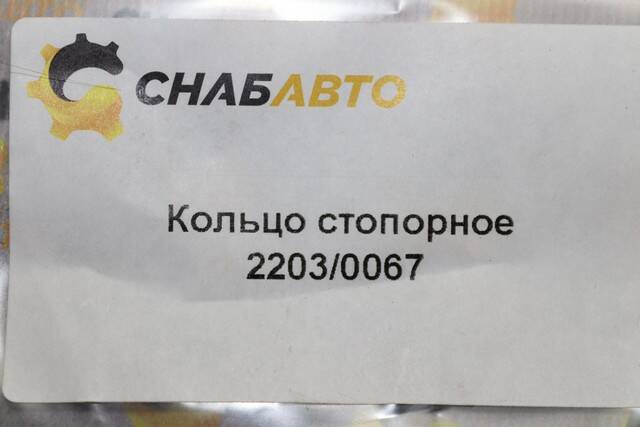 СНАБАВТО
Кольцо стопорное
2203/0067